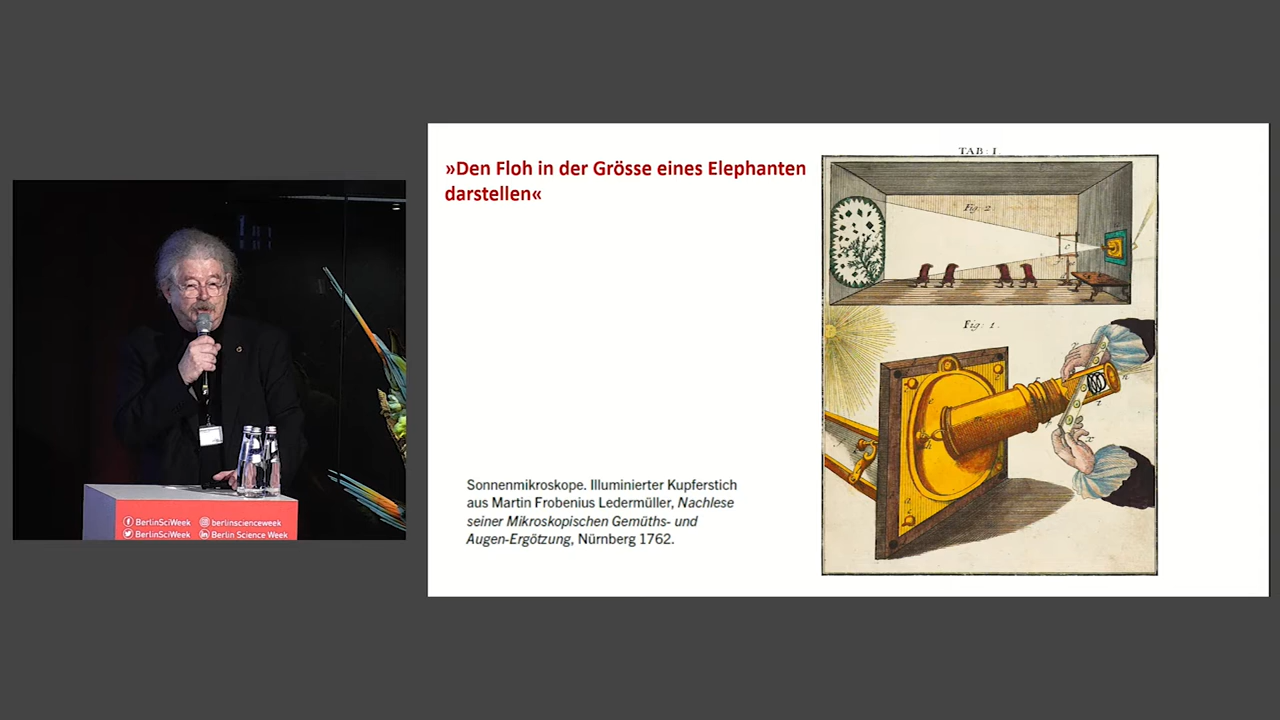 »Den Floh in der Grösse eines Elephanten
darstellen«
TAB: I.
Fig: 2.
Fig: 1.
Sonnenmikroskope. Illuminierter Kupferstich
aus Martin Frobenius Ledermüller, Nachlese
seiner Mikroskopischen Gemüths- und
Augen-Ergötzung, Nürnberg 1762.
BerlinSciWeek berlinscienceweek
BerlinSciWeek Berlin Science Week